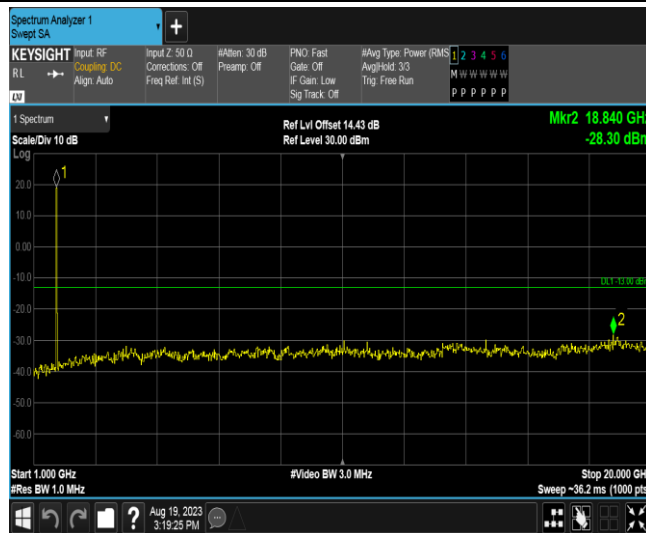 Spectrum Analyzer 1
Swept SA
KEYSIGHT
RL
LXI
Input: RF
Coupling: DC
Align: Auto
Input Z: 50 Ω
Corrections: Off
Freq Ref: Int (S)
#Atten: 30 dB
Preamp: Off
PNO: Fast
Gate: Off
IF Gain: Low
Sig Track: Off
#Avg Type: Power (RMS
Avg|Hold: 3/3
Trig: Free Run
1 2 3 4 5 6
M W W W W W
P P P P P P
1 Spectrum
Scale/Div 10 dB
Ref Lvl Offset 14.43 dB
Ref Level 30.00 dBm
Mkr2 18.840 GHz
-28.30 dBm
Log
1
20.0
10.0
0.00
-10.0
DL1 -13.00 dBm
-20.0
2
-30.0
-40.0
-50.0
-60.0
Start 1.000 GHz
#Video BW 3.0 MHz
Stop 20.000 GHz
#Res BW 1.0 MHz
Sweep ~36.2 ms (1000 pts)
?
Aug 19, 2023
3:19:25 PM